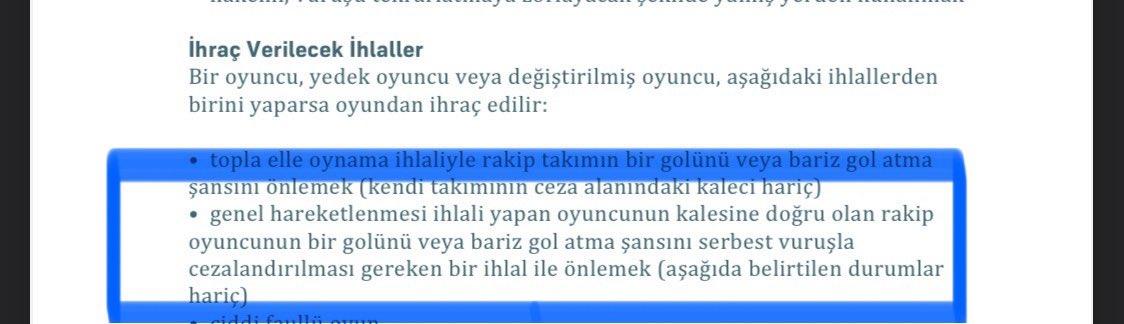 hakemi, vuruşu tekrarlatmaya zorlayacak şekilde yanlış yerden kullanmak
İhraç Verilecek İhlaller
Bir oyuncu, yedek oyuncu veya değiştirilmiş oyuncu, aşağıdaki ihlallerden
birini yaparsa oyundan ihraç edilir:
• topla elle oynama ihlaliyle rakip takımın bir golünü veya bariz gol atma
şansını önlemek (kendi takımının ceza alanındaki kaleci hariç)
• genel hareketlenmesi ihlali yapan oyuncunun kalesine doğru olan rakip
oyuncunun bir golünü veya bariz gol atma şansını serbest vuruşla
cezalandırılması gereken bir ihlal ile önlemek (aşağıda belirtilen durumlar
hariç)
• ciddi faullü oyun